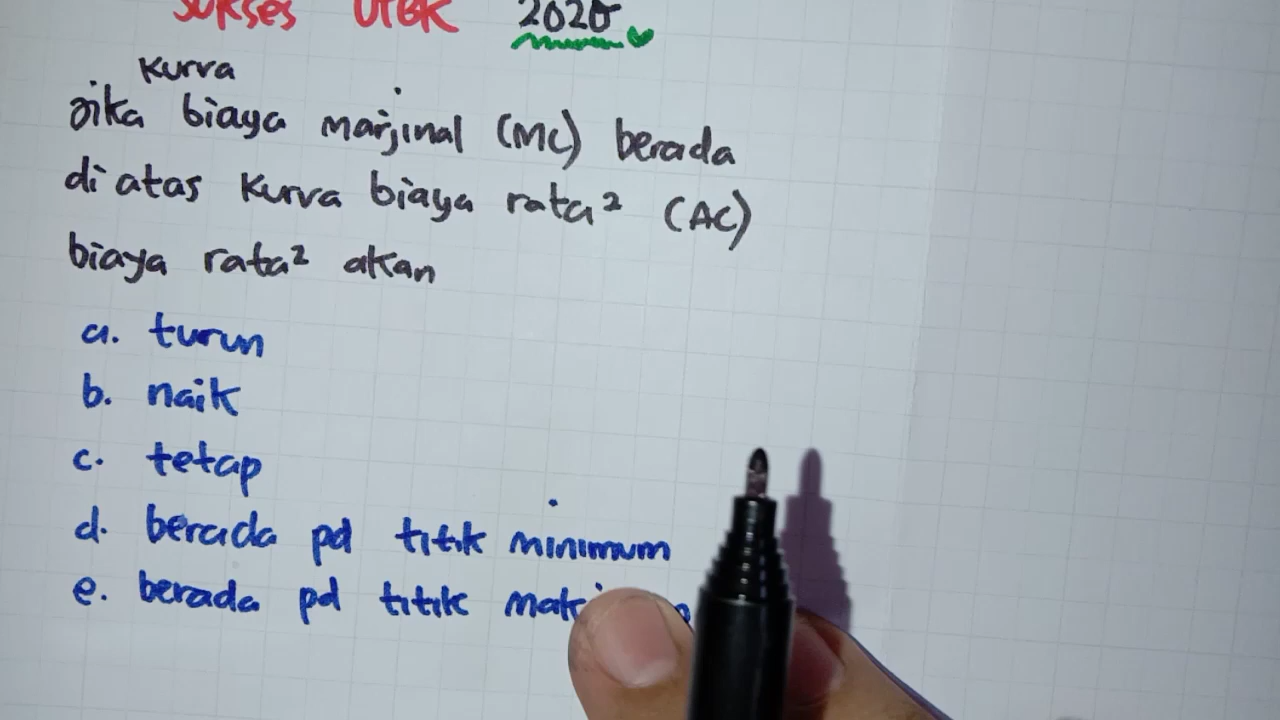 sukses UTBK 2020
Kurva
jika biaya marjinal (MC) berada
di atas kurva biaya rata² (AC)
biaya rata² akan
a. turun
b. naik
c. tetap
d. berada pd titik minimum
e. berada pd titik